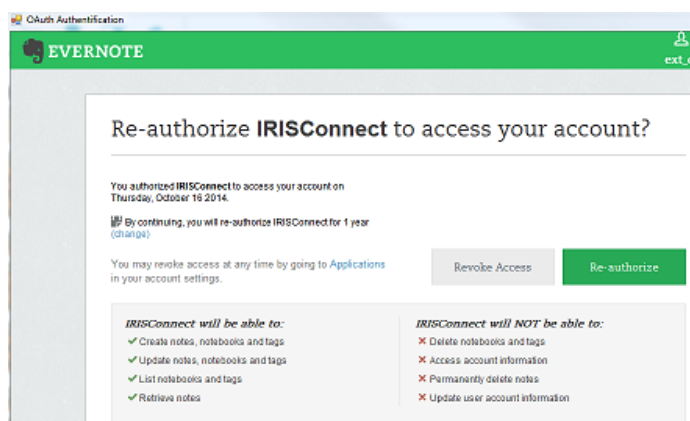 OAuth Authentification
EVERNOTE
Re-authorize IRISConnect to access your account?
You authorized IRISConnect to access your account on
Thursday, October 16 2014.
By continuing, you will re-authorize IRISConnect for 1 year
(change)
You may revoke access at any time by going to Applications
in your account settings.
Revoke Access
Re-authorize
IRISConnect will be able to:
Create notes, notebooks and tags
Update notes, notebooks and tags
List notebooks and tags
Retrieve notes
IRISConnect will NOT be able to:
Delete notebooks and tags
Access account information
Permanently delete notes
Update user account information